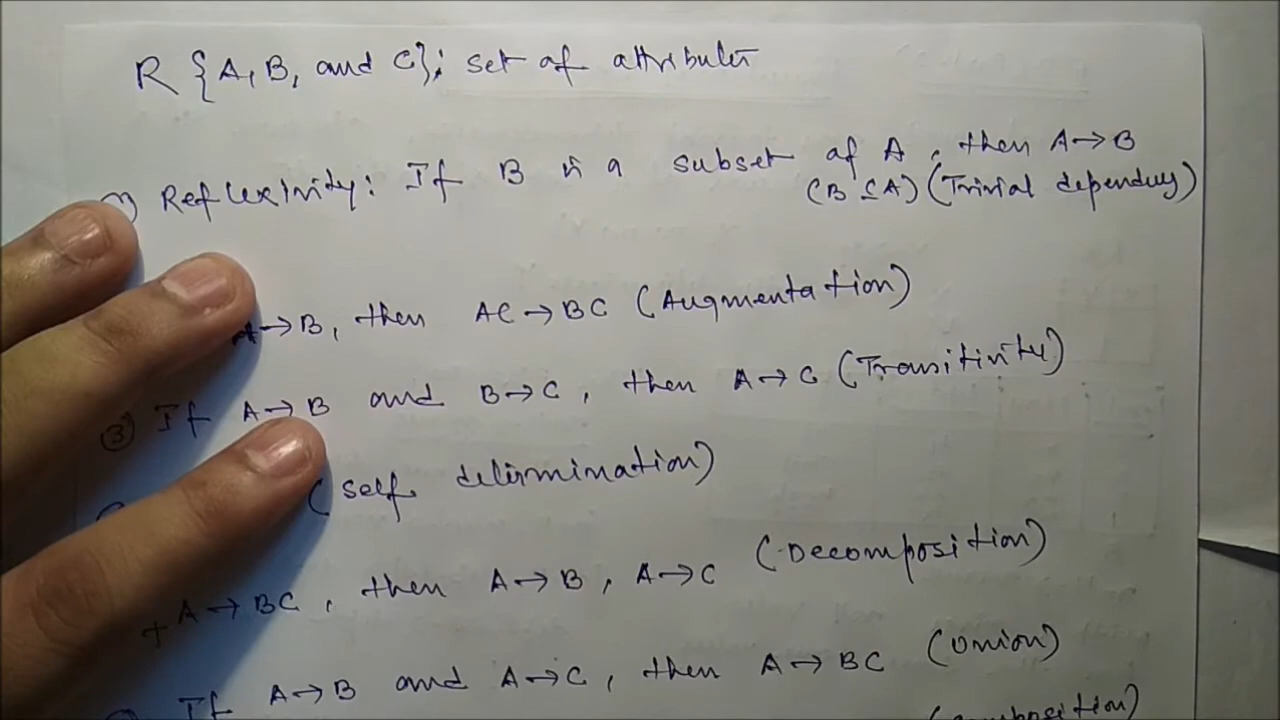 R {A, B, and C}; set of attributes
1) Reflexivity: If B is a subset of A, then A→B
(B ⊆ A) (Trivial dependency)
A→B, then AC→BC (Augmentation)
③ If A→B and B→C, then A→C (Transitivity)
(Self determination)
A→BC, then A→B, A→C (Decomposition)
If A→B and A→C, then A→BC (Union)